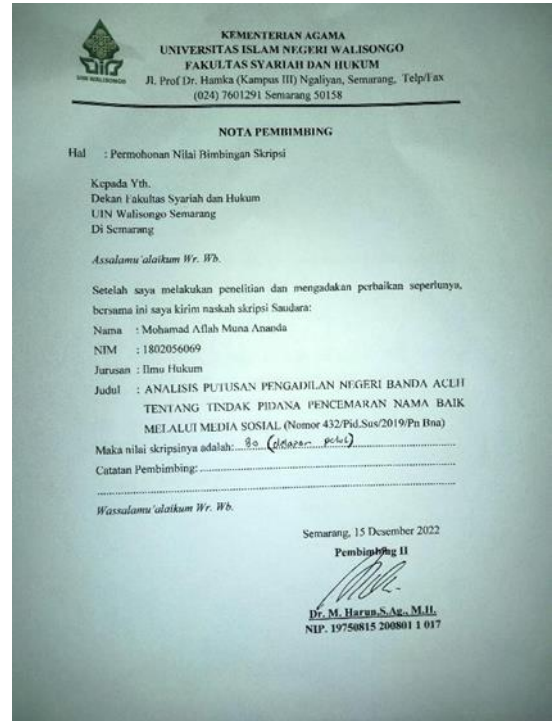 KEMENTERIAN AGAMA
UNIVERSITAS ISLAM NEGERI WALISONGO
FAKULTAS SYARIAH DAN HUKUM
Jl. Prof Dr. Hamka (Kampus III) Ngaliyan, Semarang, Telp/Fax
(024) 7601291 Semarang 50158
UIN WALISONGO
NOTA PEMBIMBING
Hal : Permohonan Nilai Bimbingan Skripsi
Kepada Yth.
Dekan Fakultas Syariah dan Hukum
UIN Walisongo Semarang
Di Semarang
Assalamu'alaikum Wr. Wb.
Setelah saya melakukan penelitian dan mengadakan perbaikan seperlunya,
bersama ini saya kirim naskah skripsi Saudara:
Nama : Mohamad Aflah Muna Ananda
NIM : 1802056069
Jurusan : Ilmu Hukum
Judul : ANALISIS PUTUSAN PENGADILAN NEGERI BANDA ACEH
TENTANG TINDAK PIDANA PENCEMARAN NAMA BAIK
MELALUI MEDIA SOSIAL (Nomor 432/Pid.Sus/2019/Pn Bna)
Maka nilai skripsinya adalah: 80 (delapan puluh)
Catatan Pembimbing:
Wassalamu'alaikum Wr. Wb.
Semarang, 15 Desember 2022
Pembimbing II
Dr. M. Harun,S.Ag., M.H.
NIP. 19750815 200801 1 017